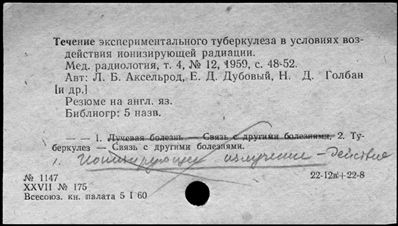 Течение экспериментального туберкулеза в условиях воз-
действия ионизирующей радиации.
Мед. радиология, т. 4, № 12, 1959, с. 48-52.
Авт: Л. Б. Аксельрод, Е. Д. Дубовый, Н. Д. Голбан
[и др.]
Резюме на англ. яз.
Библиогр: 5 назв.
— — 1. Лучевая болезнь — Связь с другими болезнями, 2. Ту-
беркулез — Связь с другими болезнями.
1. Ионизирующие излучение – Действие
№ 1147
22-12в + 22-8
XXVII № 175
Всесоюз. кн. палата 5 I 60